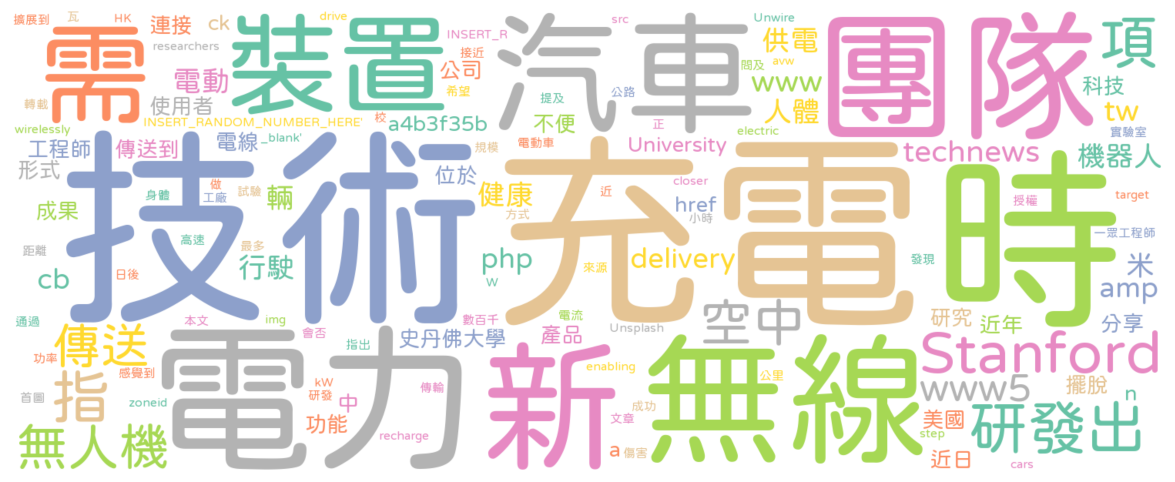 擴展到 瓦 HK 連接 ck drive INSERT_R src Unwire
需 裝置 汽車 供電 團隊 項
researchers 電動 接近 公司 閥及 avw www 科技
轉載 使用者 希望 提及 公路 人體 tw
wirelessly INSERT_RANDOM_NUMBER_HERE' 校 a4b3f35b 不便 正 electric 實驗室
工程師 傳送到 電線 _blank' 電動車 規模 University technews 機器人
形式 技術 位於 充電 時
成果 身體 做 工廠 試驗 輛 健康 近 closer href 授權 target
距離 高速 最多 方式 小時 一眾工程師
cb 日後 行駛 php w 來源 delivery 發現 米 amp
通過 本文 img 會否 數百千 電流 空中 研究 近年 分享
傳送 指出 史丹佛大學 產品 Unsplash
功率 感覺到 電力 新 無線 Stanford
首圖 指 zoneid kW 研發 中 傳輸 enabling 公里 www5 擺脫 n
無人機 功能 recharge 成功 文章 美國 研發出
a 傷害 step 近日 cars